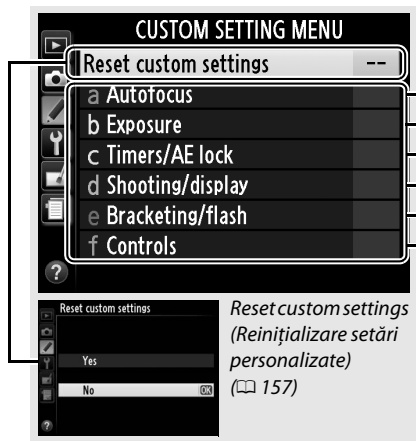 CUSTOM SETTING MENU
Reset custom settings --
a Autofocus
b Exposure
c Timers/AE lock
d Shooting/display
e Bracketing/flash
f Controls
?
Reset custom settings
Yes
No OK
?
Reset custom settings
(Reinițializare setări
personalizate)
(📖 157)